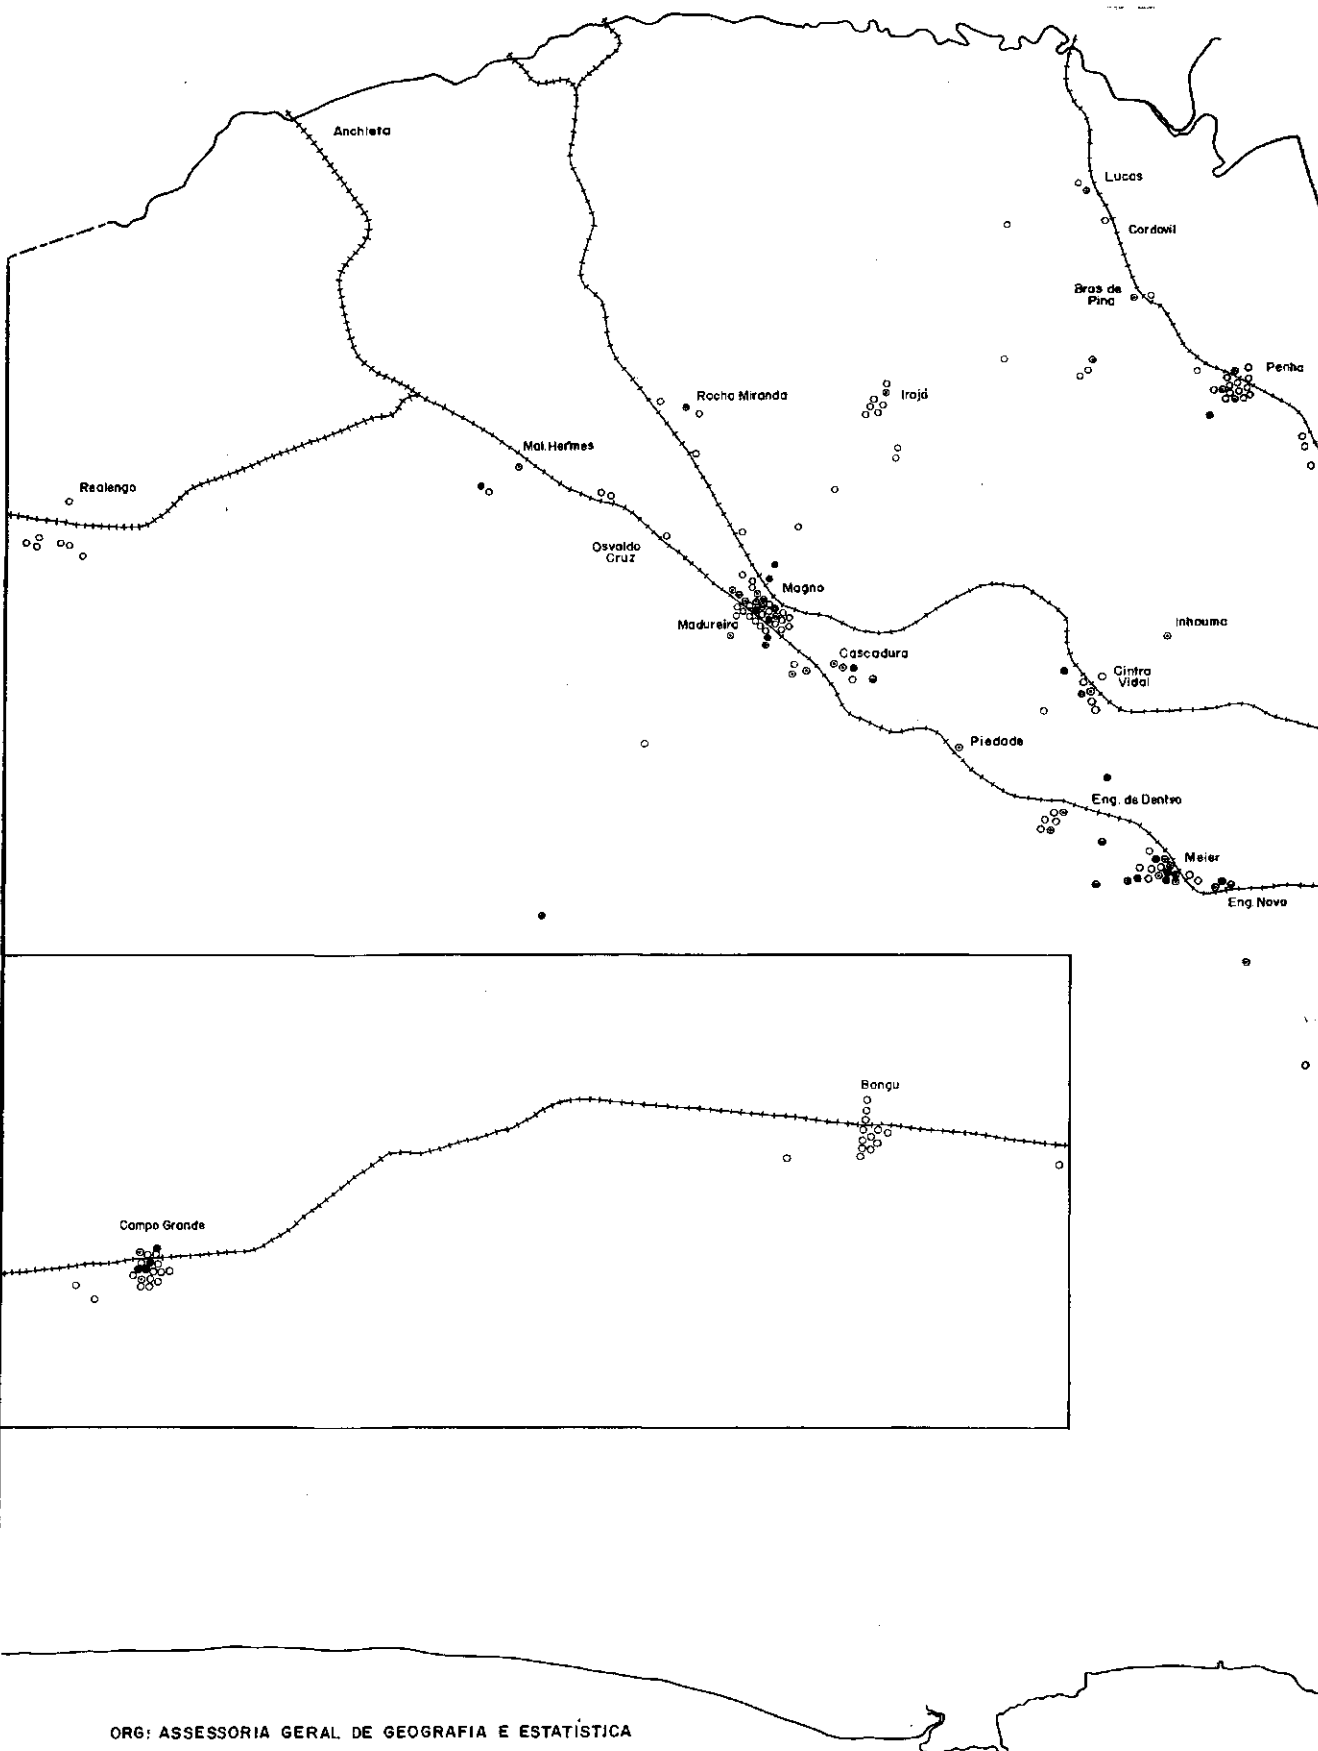 Anchieta
Lucas
Cordovil
Bras de
Pina
Penha
Rocha Miranda
Irajá
Mal. Hermes
Realengo
Osvaldo
Cruz
Magno
Madureira
Inhauma
Cascadura
Cintra
Vidal
Piedade
Eng. de Dentro
Meier
Eng. Novo
Bangu
Campo Grande
ORG: ASSESSORIA GERAL DE GEOGRAFIA E ESTATÍSTICA